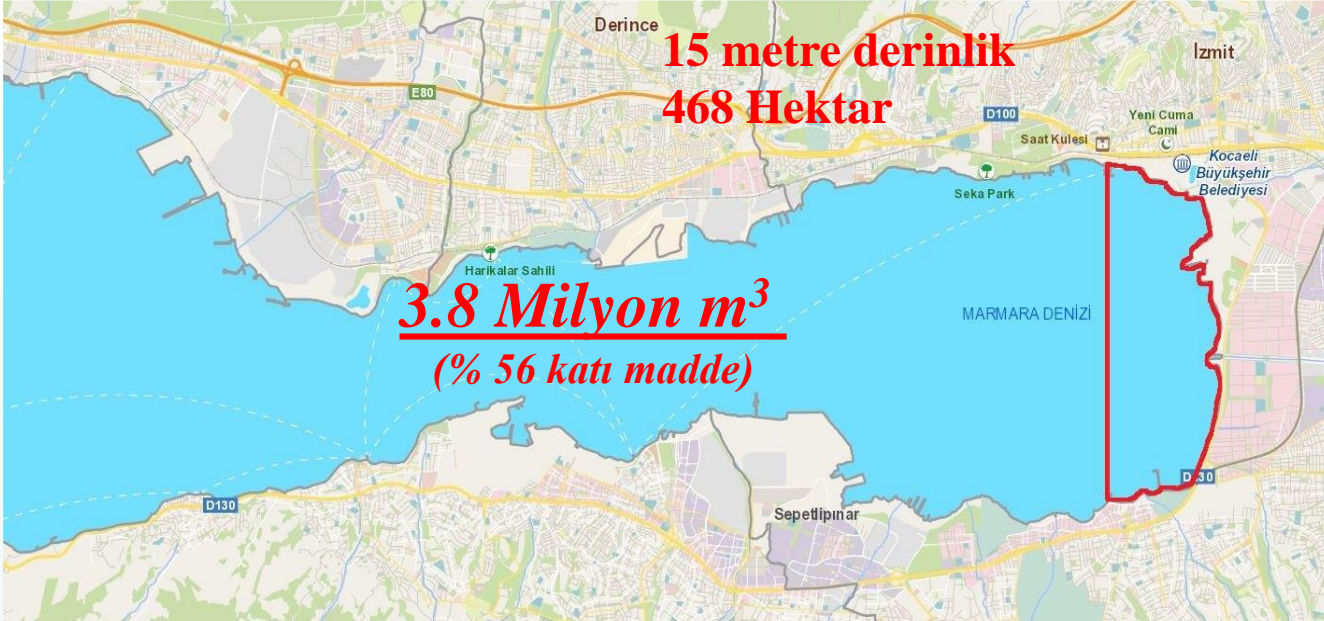 Derince
15 metre derinlik
468 Hektar
İzmit
E80
D100
Yeni Cuma
Cami
Saat Kulesi
Kocaeli
Büyükşehir
Belediyesi
Seka Park
Harikalar Sahili
3.8 Milyon m³
(% 56 katı madde)
MARMARA DENİZİ
D130
D130
Sepetlipınar